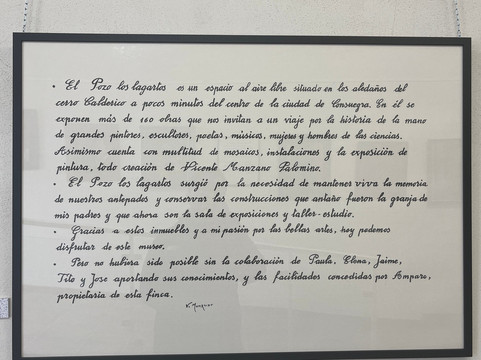 · El Pozo los lagartos es un espacio al aire libre situado en los aledaños del
cerro Calderico a pocos minutos del centro de la ciudad de Consuegra. En él se
exponen más de 160 obras que nos invitan a un viaje por la historia de la mano
de grandes pintores, escultores, poetas, músicos, mujeres y hombres de las ciencias.
Asimismo cuenta con multitud de mosaicos, instalaciones y la exposición de
pintura, todo creación de Vicente Manzano Palomino.
· El Pozo los lagartos surgió por la necesidad de mantener viva la memoria
de nuestros antepados y conservar las construcciones que antaño fueron la granja de
mis padres y que ahora son la sala de exposiciones y taller-estudio.
· Gracias a estos inmuebles y a mi pasión por las bellas artes, hoy podemos
disfrutar de este museo.
· Pero no hubiera sido posible sin la colaboración de Paula, Elena, Jaime,
Tito y Jose aportando sus conocimientos, y las facilidades concedidas por Amparo,
propietaria de esta finca.
V. Manzano